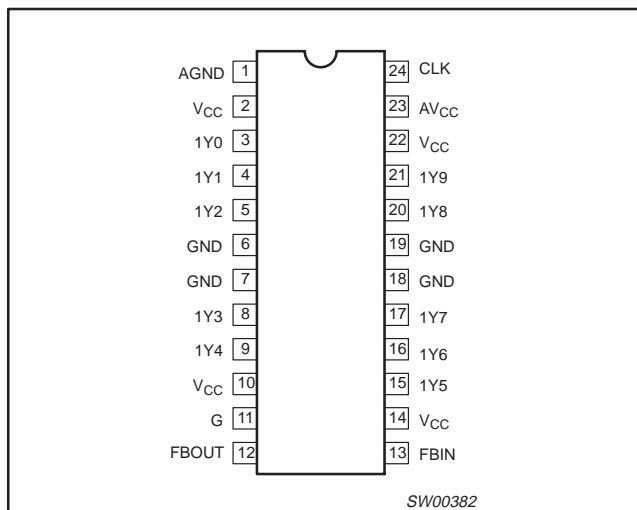 AGND 1 24 CLK
VCC 2 23 AVCC
1Y0 3 22 VCC
1Y1 4 21 1Y9
1Y2 5 20 1Y8
GND 6 19 GND
GND 7 18 GND
1Y3 8 17 1Y7
1Y4 9 16 1Y6
VCC 10 15 1Y5
G 11 14 VCC
FBOUT 12 13 FBIN
SW00382